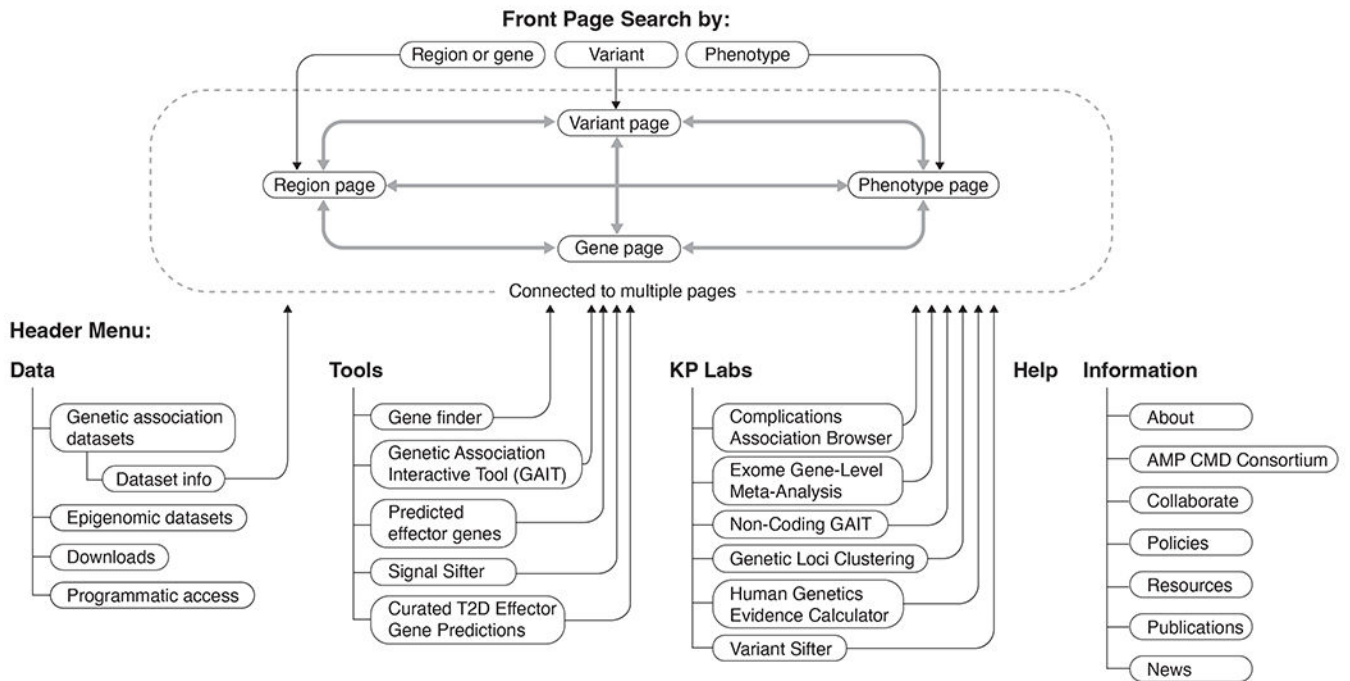 Front Page Search by:
Region or gene
Variant
Phenotype
Variant page
Region page
Phenotype page
Gene page
Connected to multiple pages
Header Menu:
Data
Genetic association
datasets
Dataset info
Epigenomic datasets
Downloads
Programmatic access
Tools
Gene finder
Genetic Association
Interactive Tool (GAIT)
Predicted
effector genes
Signal Sifter
Curated T2D Effector
Gene Predictions
KP Labs
Complications
Association Browser
Exome Gene-Level
Meta-Analysis
Non-Coding GAIT
Genetic Loci Clustering
Human Genetics
Evidence Calculator
Variant Sifter
Help
Information
About
AMP CMD Consortium
Collaborate
Policies
Resources
Publications
News